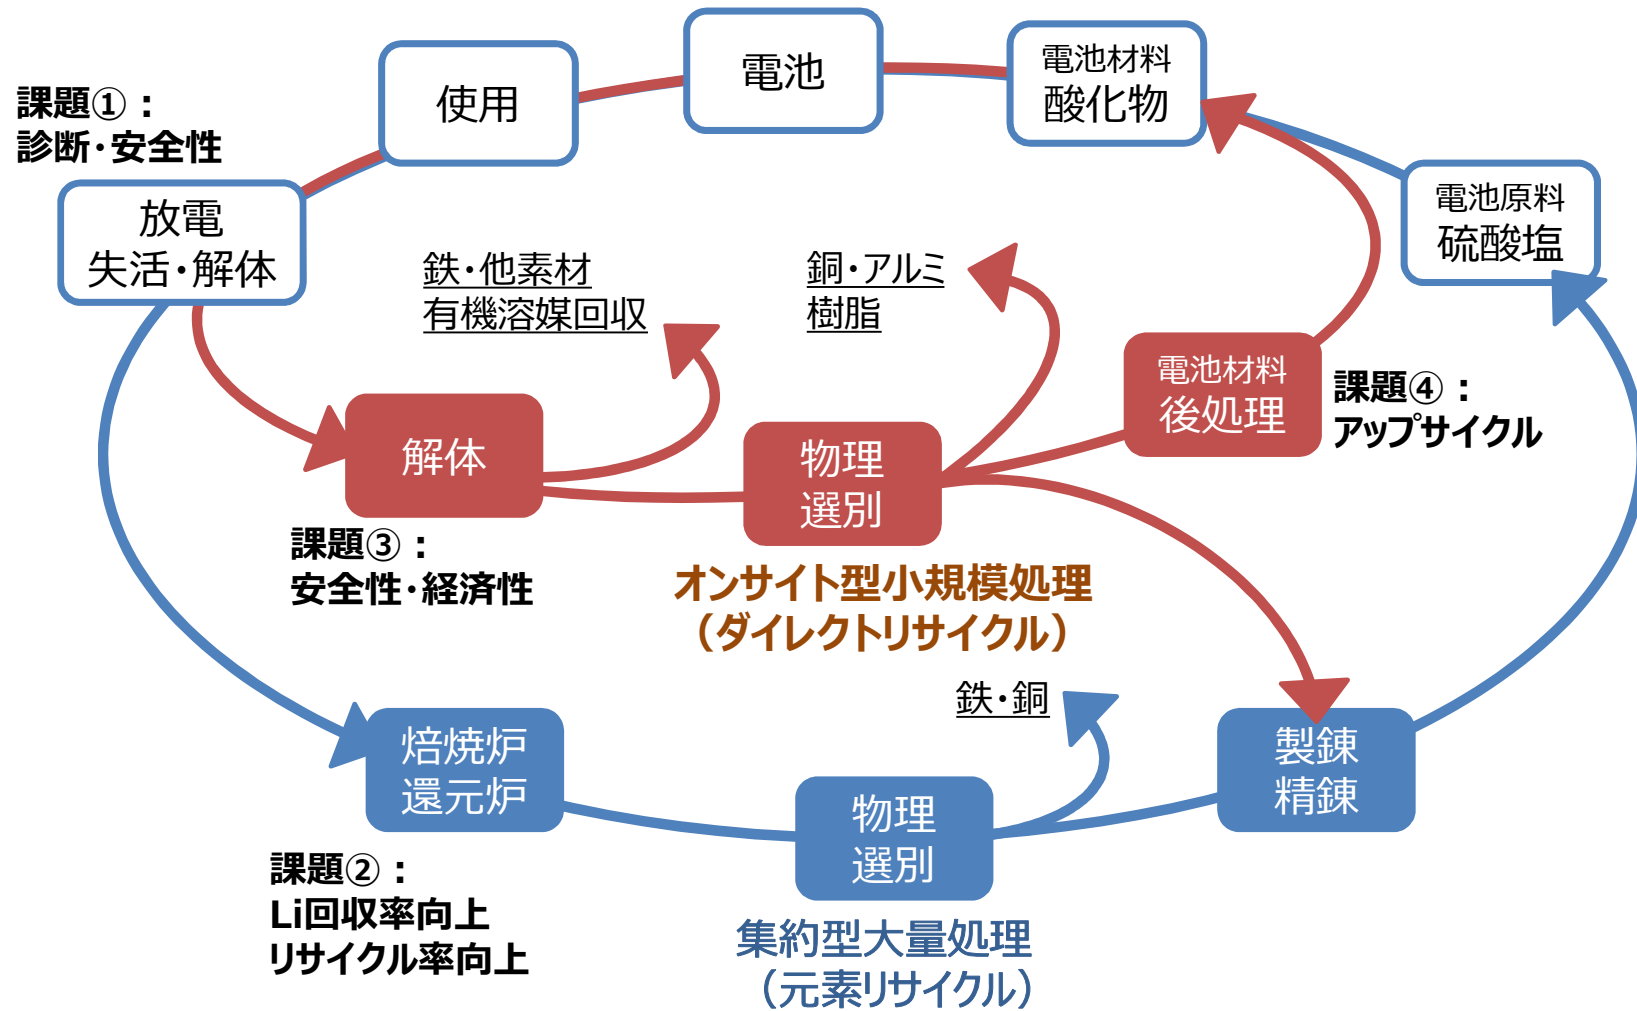 電池
電池材料
酸化物
使用
課題①：
診断・安全性
電池原料
硫酸塩
放電
失活・解体
鉄・他素材
有機溶媒回収
銅・アルミ
樹脂
電池材料
後処理
課題④：
アップサイクル
解体
物理
選別
課題③：
安全性・経済性
オンサイト型小規模処理
（ダイレクトリサイクル）
鉄・銅
焙焼炉
還元炉
製錬
精錬
物理
選別
課題②：
Li回収率向上
リサイクル率向上
集約型大量処理
（元素リサイクル）